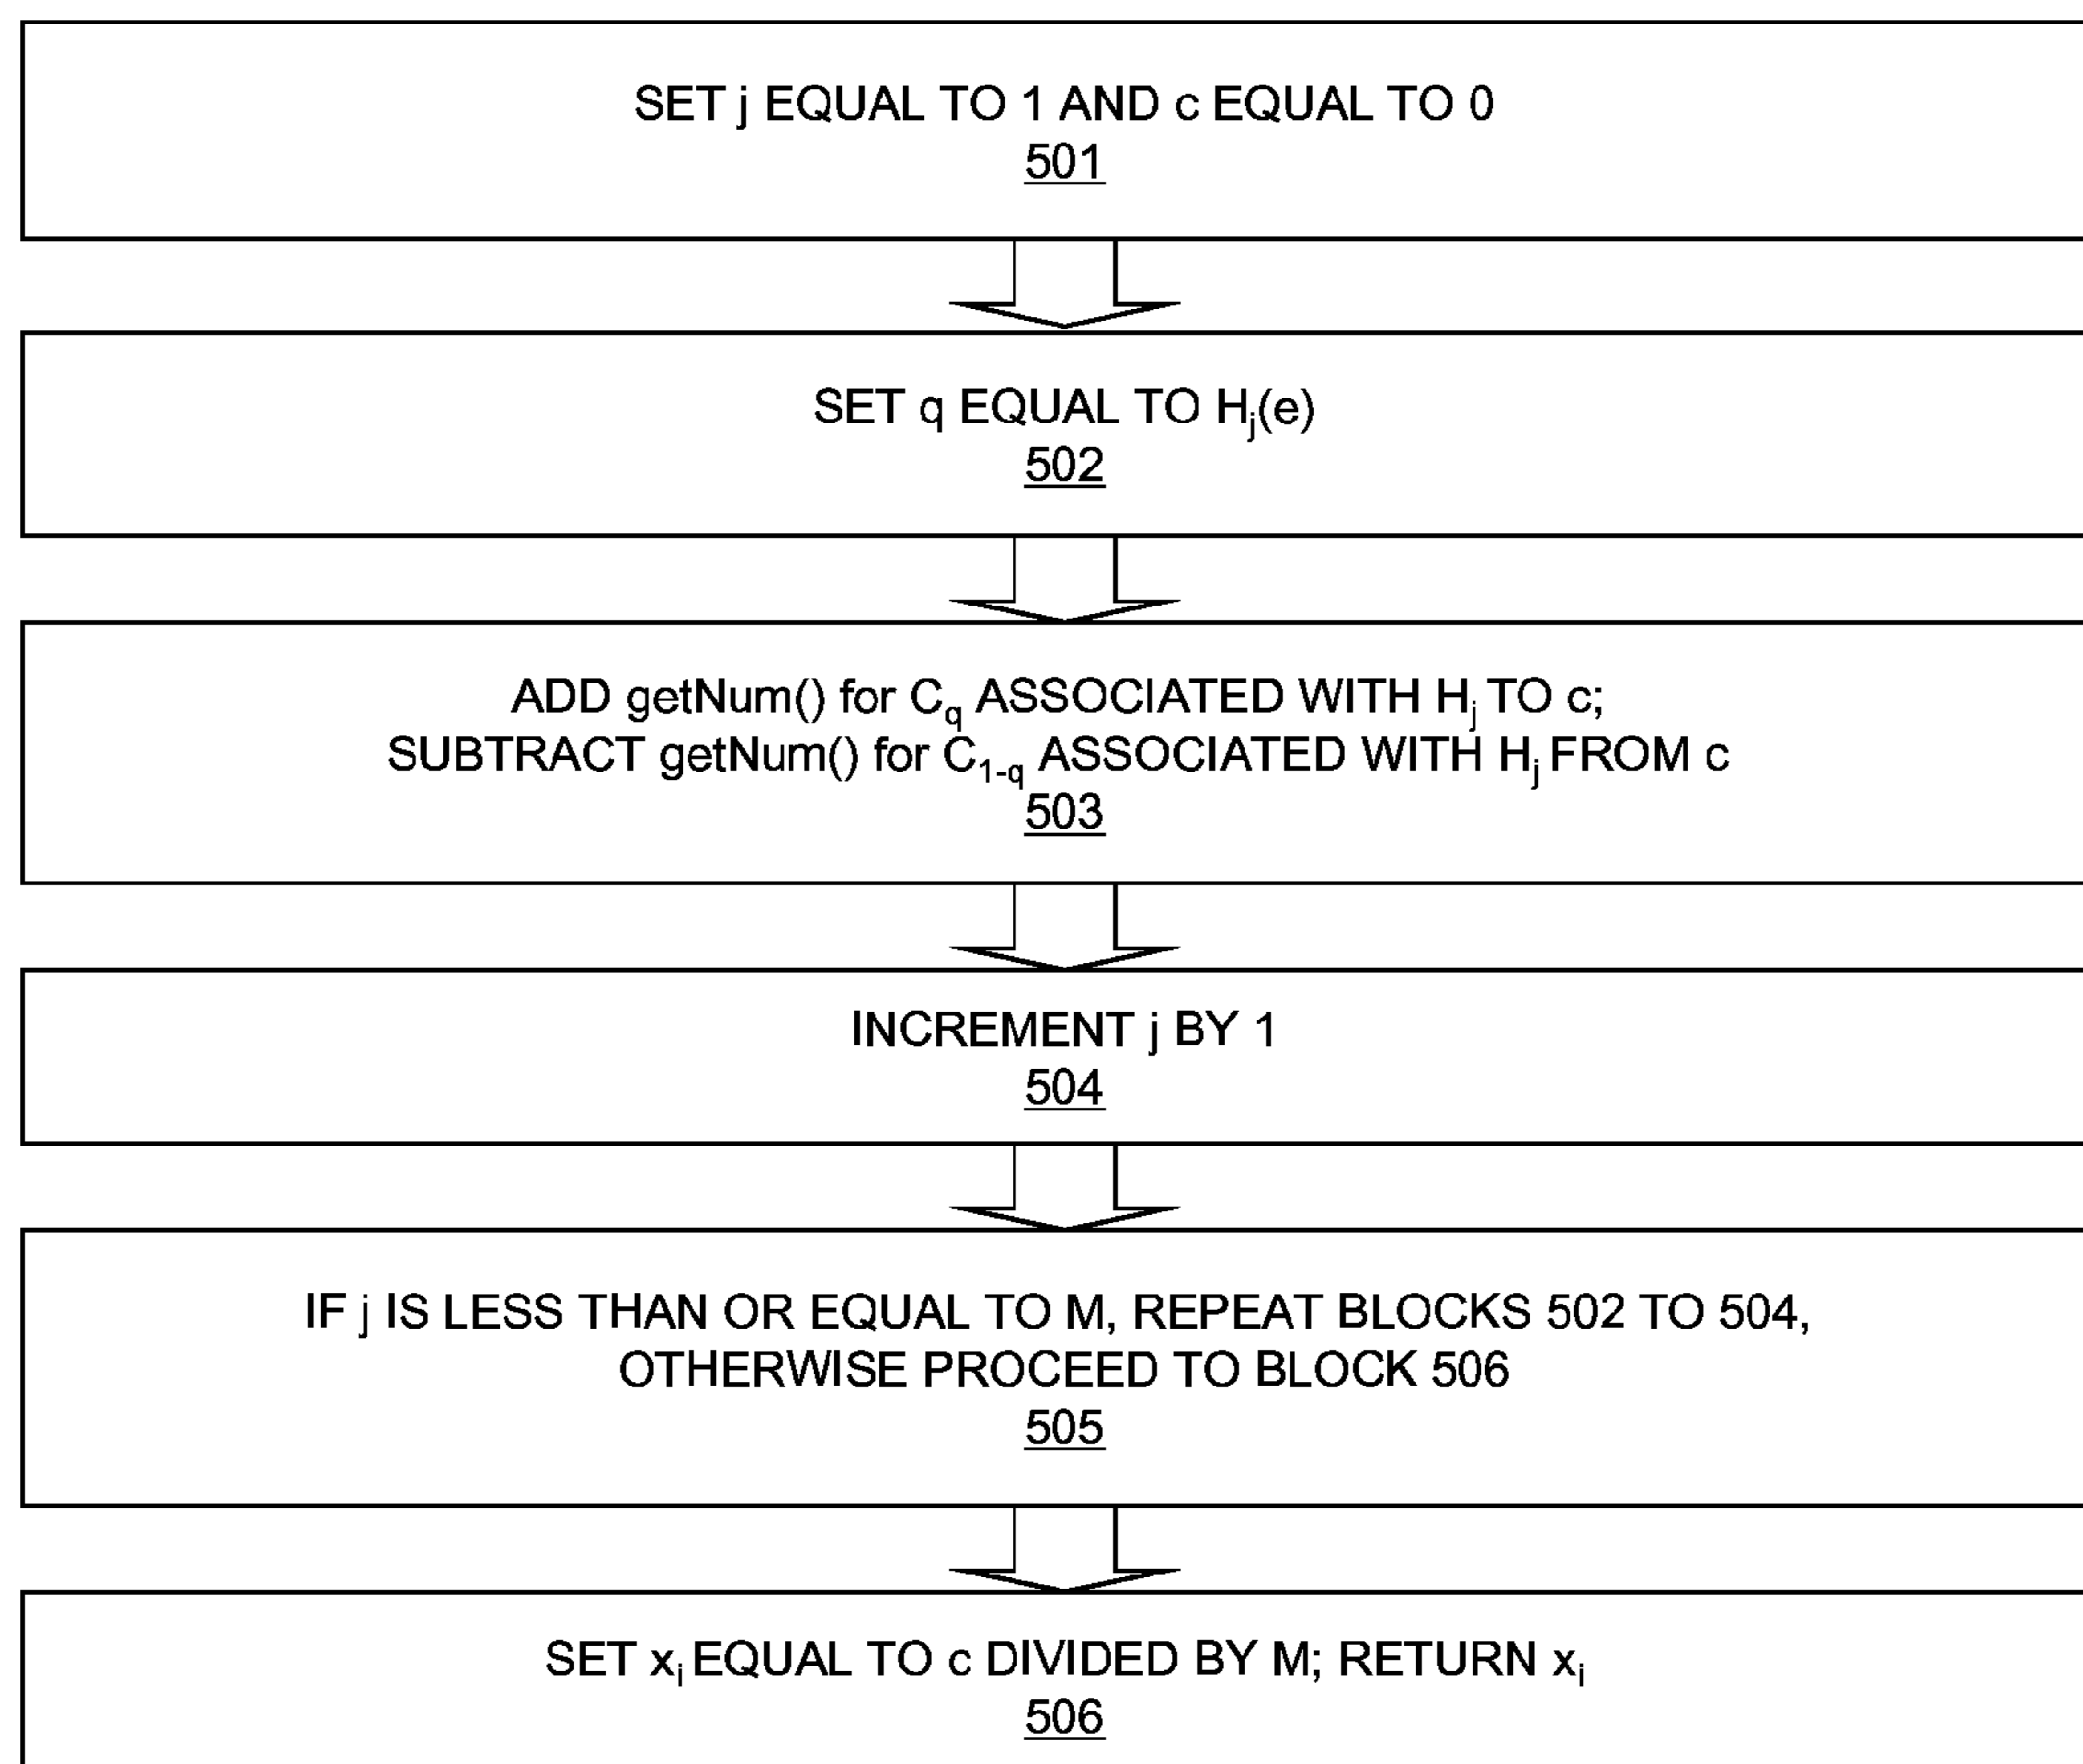 SET j EQUAL TO 1 AND c EQUAL TO 0
501
SET q EQUAL TO Hj(e)
502
ADD getNum() for Cq ASSOCIATED WITH Hj TO c;
SUBTRACT getNum() for C1-q ASSOCIATED WITH Hj FROM c
503
INCREMENT j BY 1
504
IF j IS LESS THAN OR EQUAL TO M, REPEAT BLOCKS 502 TO 504,
OTHERWISE PROCEED TO BLOCK 506
505
SET xi EQUAL TO c DIVIDED BY M; RETURN xi
506